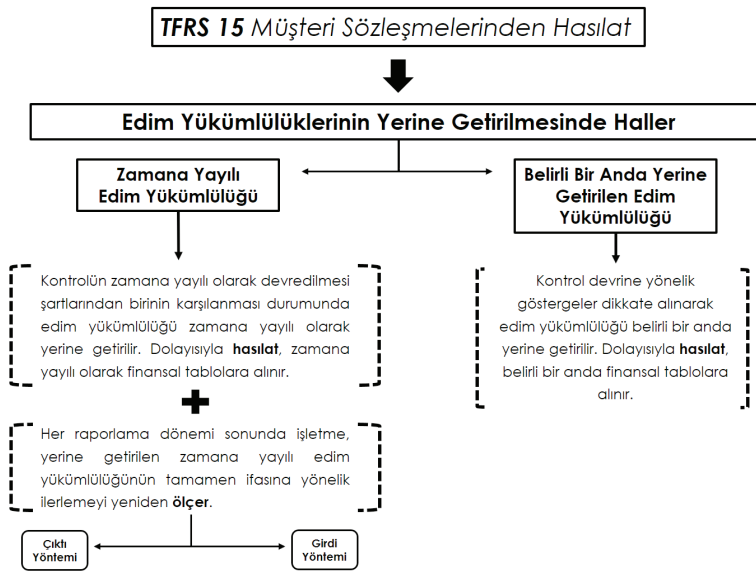 TFRS 15 Müşteri Sözleşmelerinden Hasılat
Edim Yükümlülüklerinin Yerine Getirilmesinde Haller
Zamana Yayılı
Edim Yükümlülüğü
Belirli Bir Anda Yerine
Getirilen Edim
Yükümlülüğü
Kontrolün zamana yayılı olarak devredilmesi
şartlarından birinin karşılanması durumunda
edim yükümlülüğü zamana yayılı olarak
yerine getirilir. Dolayısıyla hasılat, zamana
yayılı olarak finansal tablolara alınır.
Kontrol devrine yönelik
göstergeler dikkate alınarak
edim yükümlülüğü belirli bir anda
yerine getirilir. Dolayısıyla hasılat,
belirli bir anda finansal tablolara
alınır.
Her raporlama dönemi sonunda işletme,
yerine getirilen zamana yayılı edim
yükümlülüğünün tamamen ifasına yönelik
ilerlemeyi yeniden ölçer.
Çıktı
Yöntemi
Girdi
Yöntemi